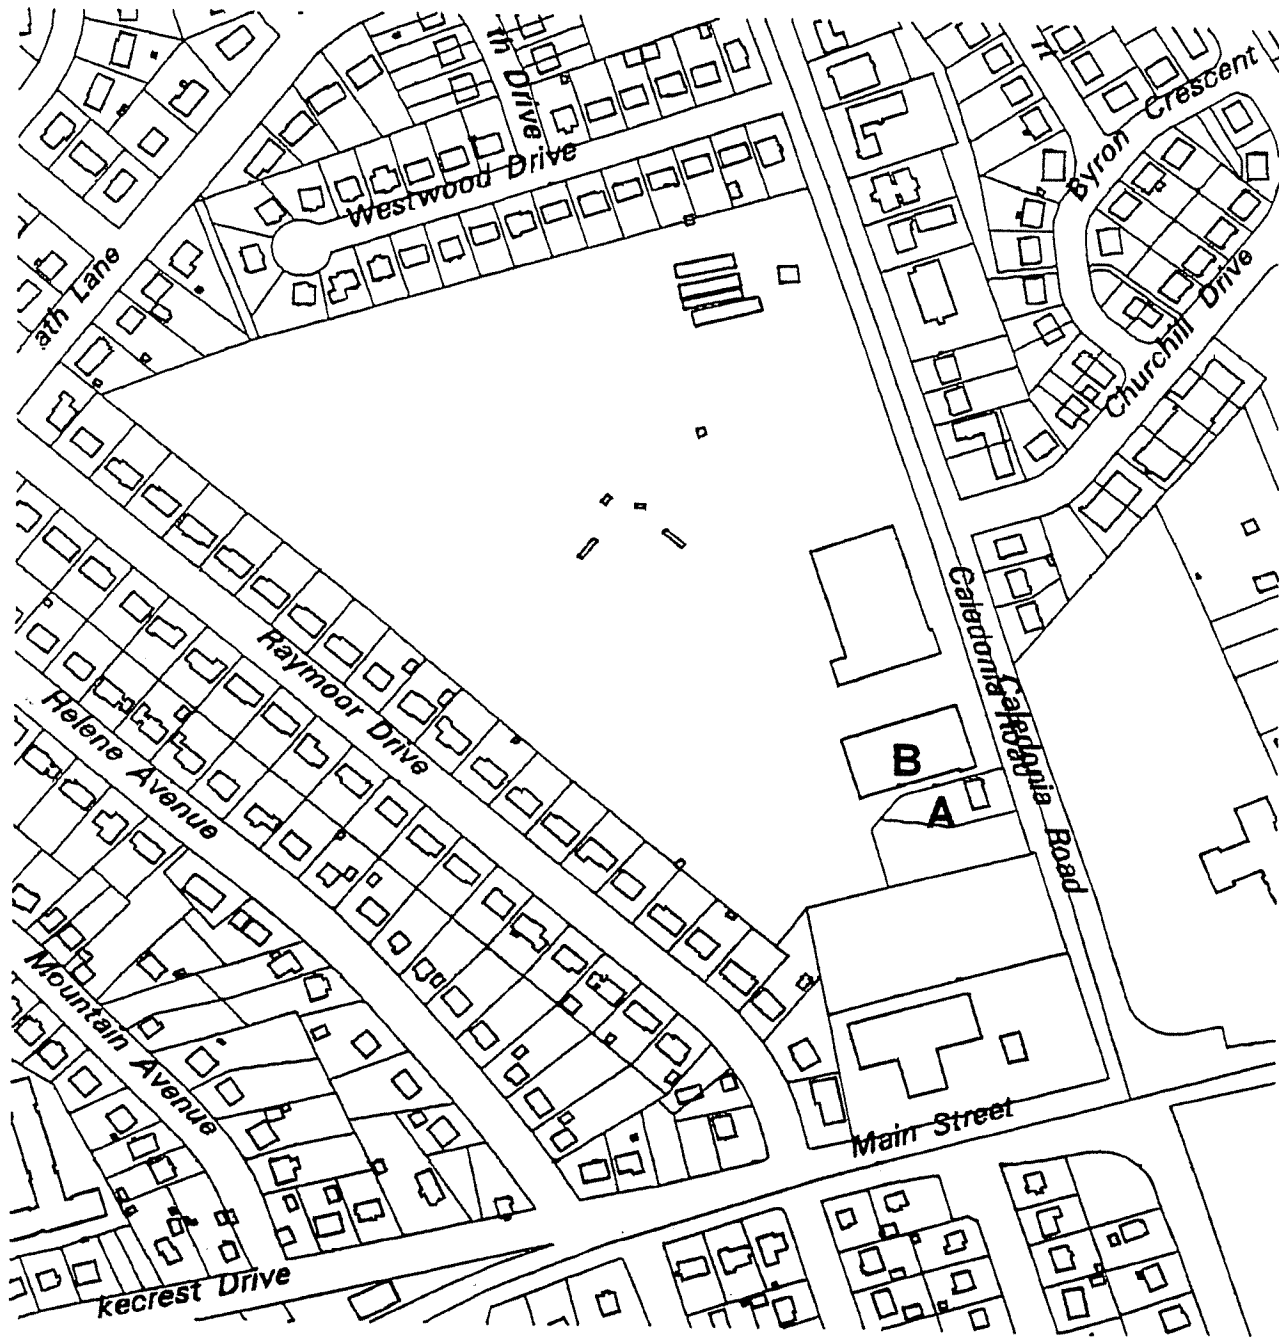 th Drive
rt
Byron Crescent
Westwood Drive
ath Lane
Churchill Drive
Caledonia Road
Raymoor Drive
Caledonia Road
Helene Avenue
B
A
Mountain Avenue
Main Street
kecrest Drive